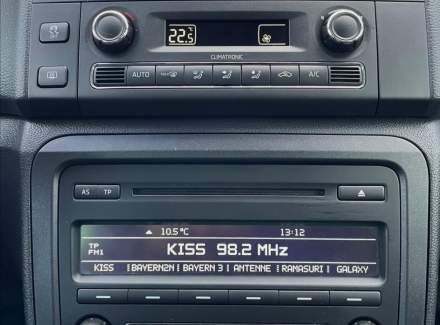 22.5
CLIMATRONIC
AUTO A/C
AS TP
10.5°C 13:12
TP
FM1
KISS 98.2 MHz
KISS | BAYERN2N | BAYERN 3 | ANTENNE | RAMASURI | GALAXY